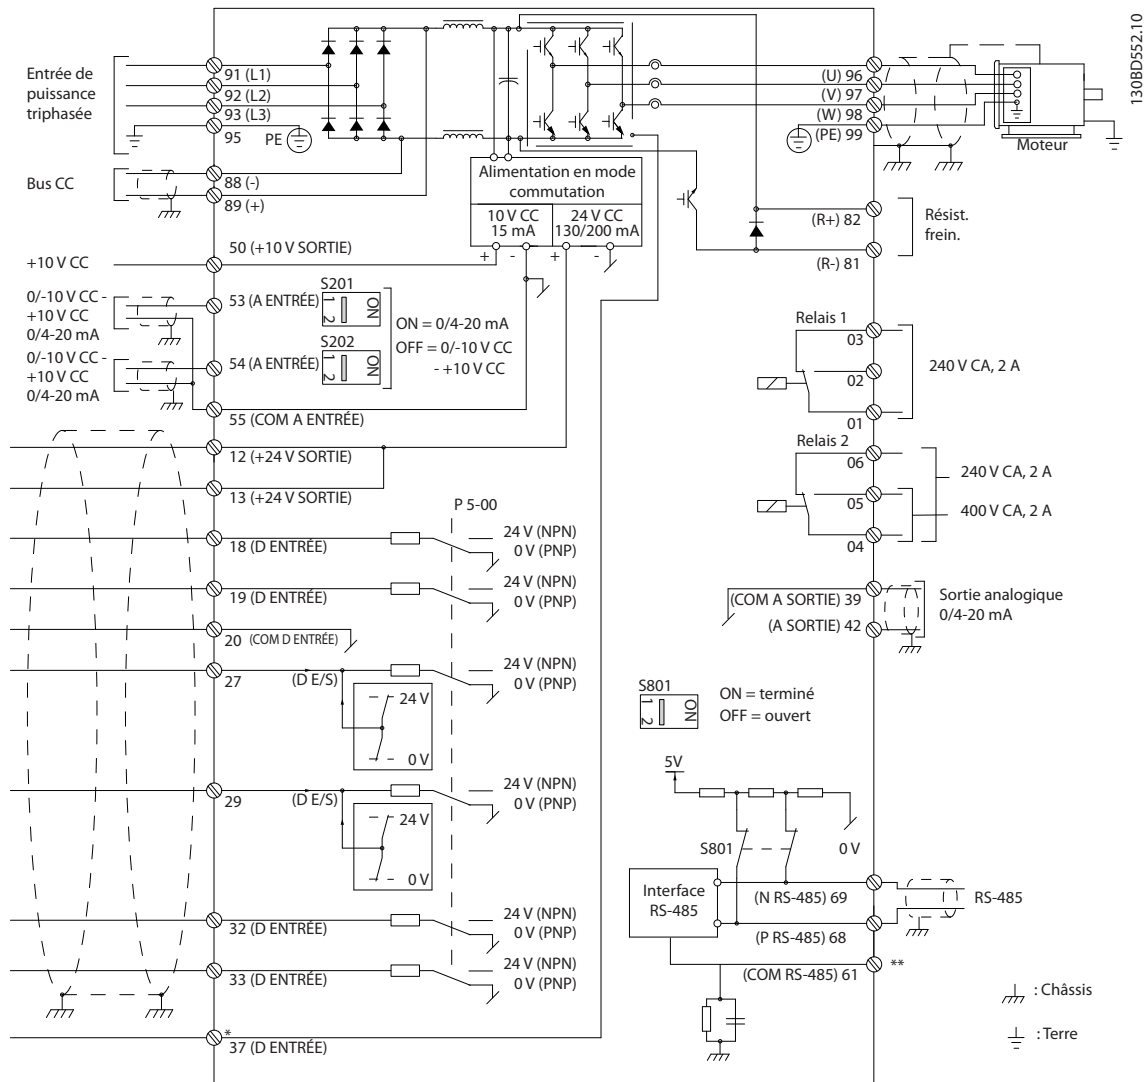 130BD552.10
Entrée de
puissance
triphasée
91 (L1)
92 (L2)
93 (L3)
95
PE
Bus CC
88 (-)
89 (+)
50 (+10 V SORTIE)
+10 V CC
0/-10 V CC -
+10 V CC
0/4-20 mA
0/-10 V CC -
+10 V CC
0/4-20 mA
53 (A ENTRÉE)
S201
1
2
ON
54 (A ENTRÉE)
S202
1
2
ON
ON = 0/4-20 mA
OFF = 0/-10 V CC
- +10 V CC
55 (COM A ENTRÉE)
12 (+24 V SORTIE)
13 (+24 V SORTIE)
Alimentation en mode
commutation
10 V CC
15 mA
24 V CC
130/200 mA
+ - + -
(U) 96
(V) 97
(W) 98
(PE) 99
Moteur
(R+) 82
(R-) 81
Résist.
frein.
Relais 1
03
02
01
240 V CA, 2 A
Relais 2
06
05
04
240 V CA, 2 A
400 V CA, 2 A
P 5-00
18 (D ENTRÉE)
24 V (NPN)
0 V (PNP)
19 (D ENTRÉE)
24 V (NPN)
0 V (PNP)
20 (COM D ENTRÉE)
27
(D E/S)
24 V (NPN)
0 V (PNP)
24 V
0 V
29
(D E/S)
24 V (NPN)
0 V (PNP)
24 V
0 V
32 (D ENTRÉE)
24 V (NPN)
0 V (PNP)
33 (D ENTRÉE)
24 V (NPN)
0 V (PNP)
*
37 (D ENTRÉE)
(COM A SORTIE) 39
(A SORTIE) 42
Sortie analogique
0/4-20 mA
S801
1
2
ON
ON = terminé
OFF = ouvert
5V
S801
0 V
Interface
RS-485
(N RS-485) 69
(P RS-485) 68
(COM RS-485) 61
RS-485
**
: Châssis
: Terre